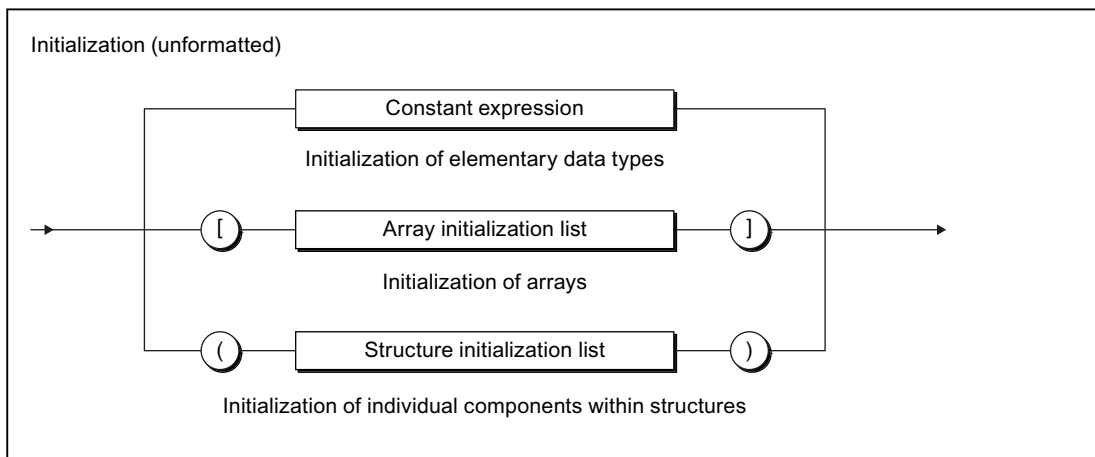 Initialization (unformatted)
Constant expression
Initialization of elementary data types
[ Array initialization list ]
Initialization of arrays
( Structure initialization list )
Initialization of individual components within structures